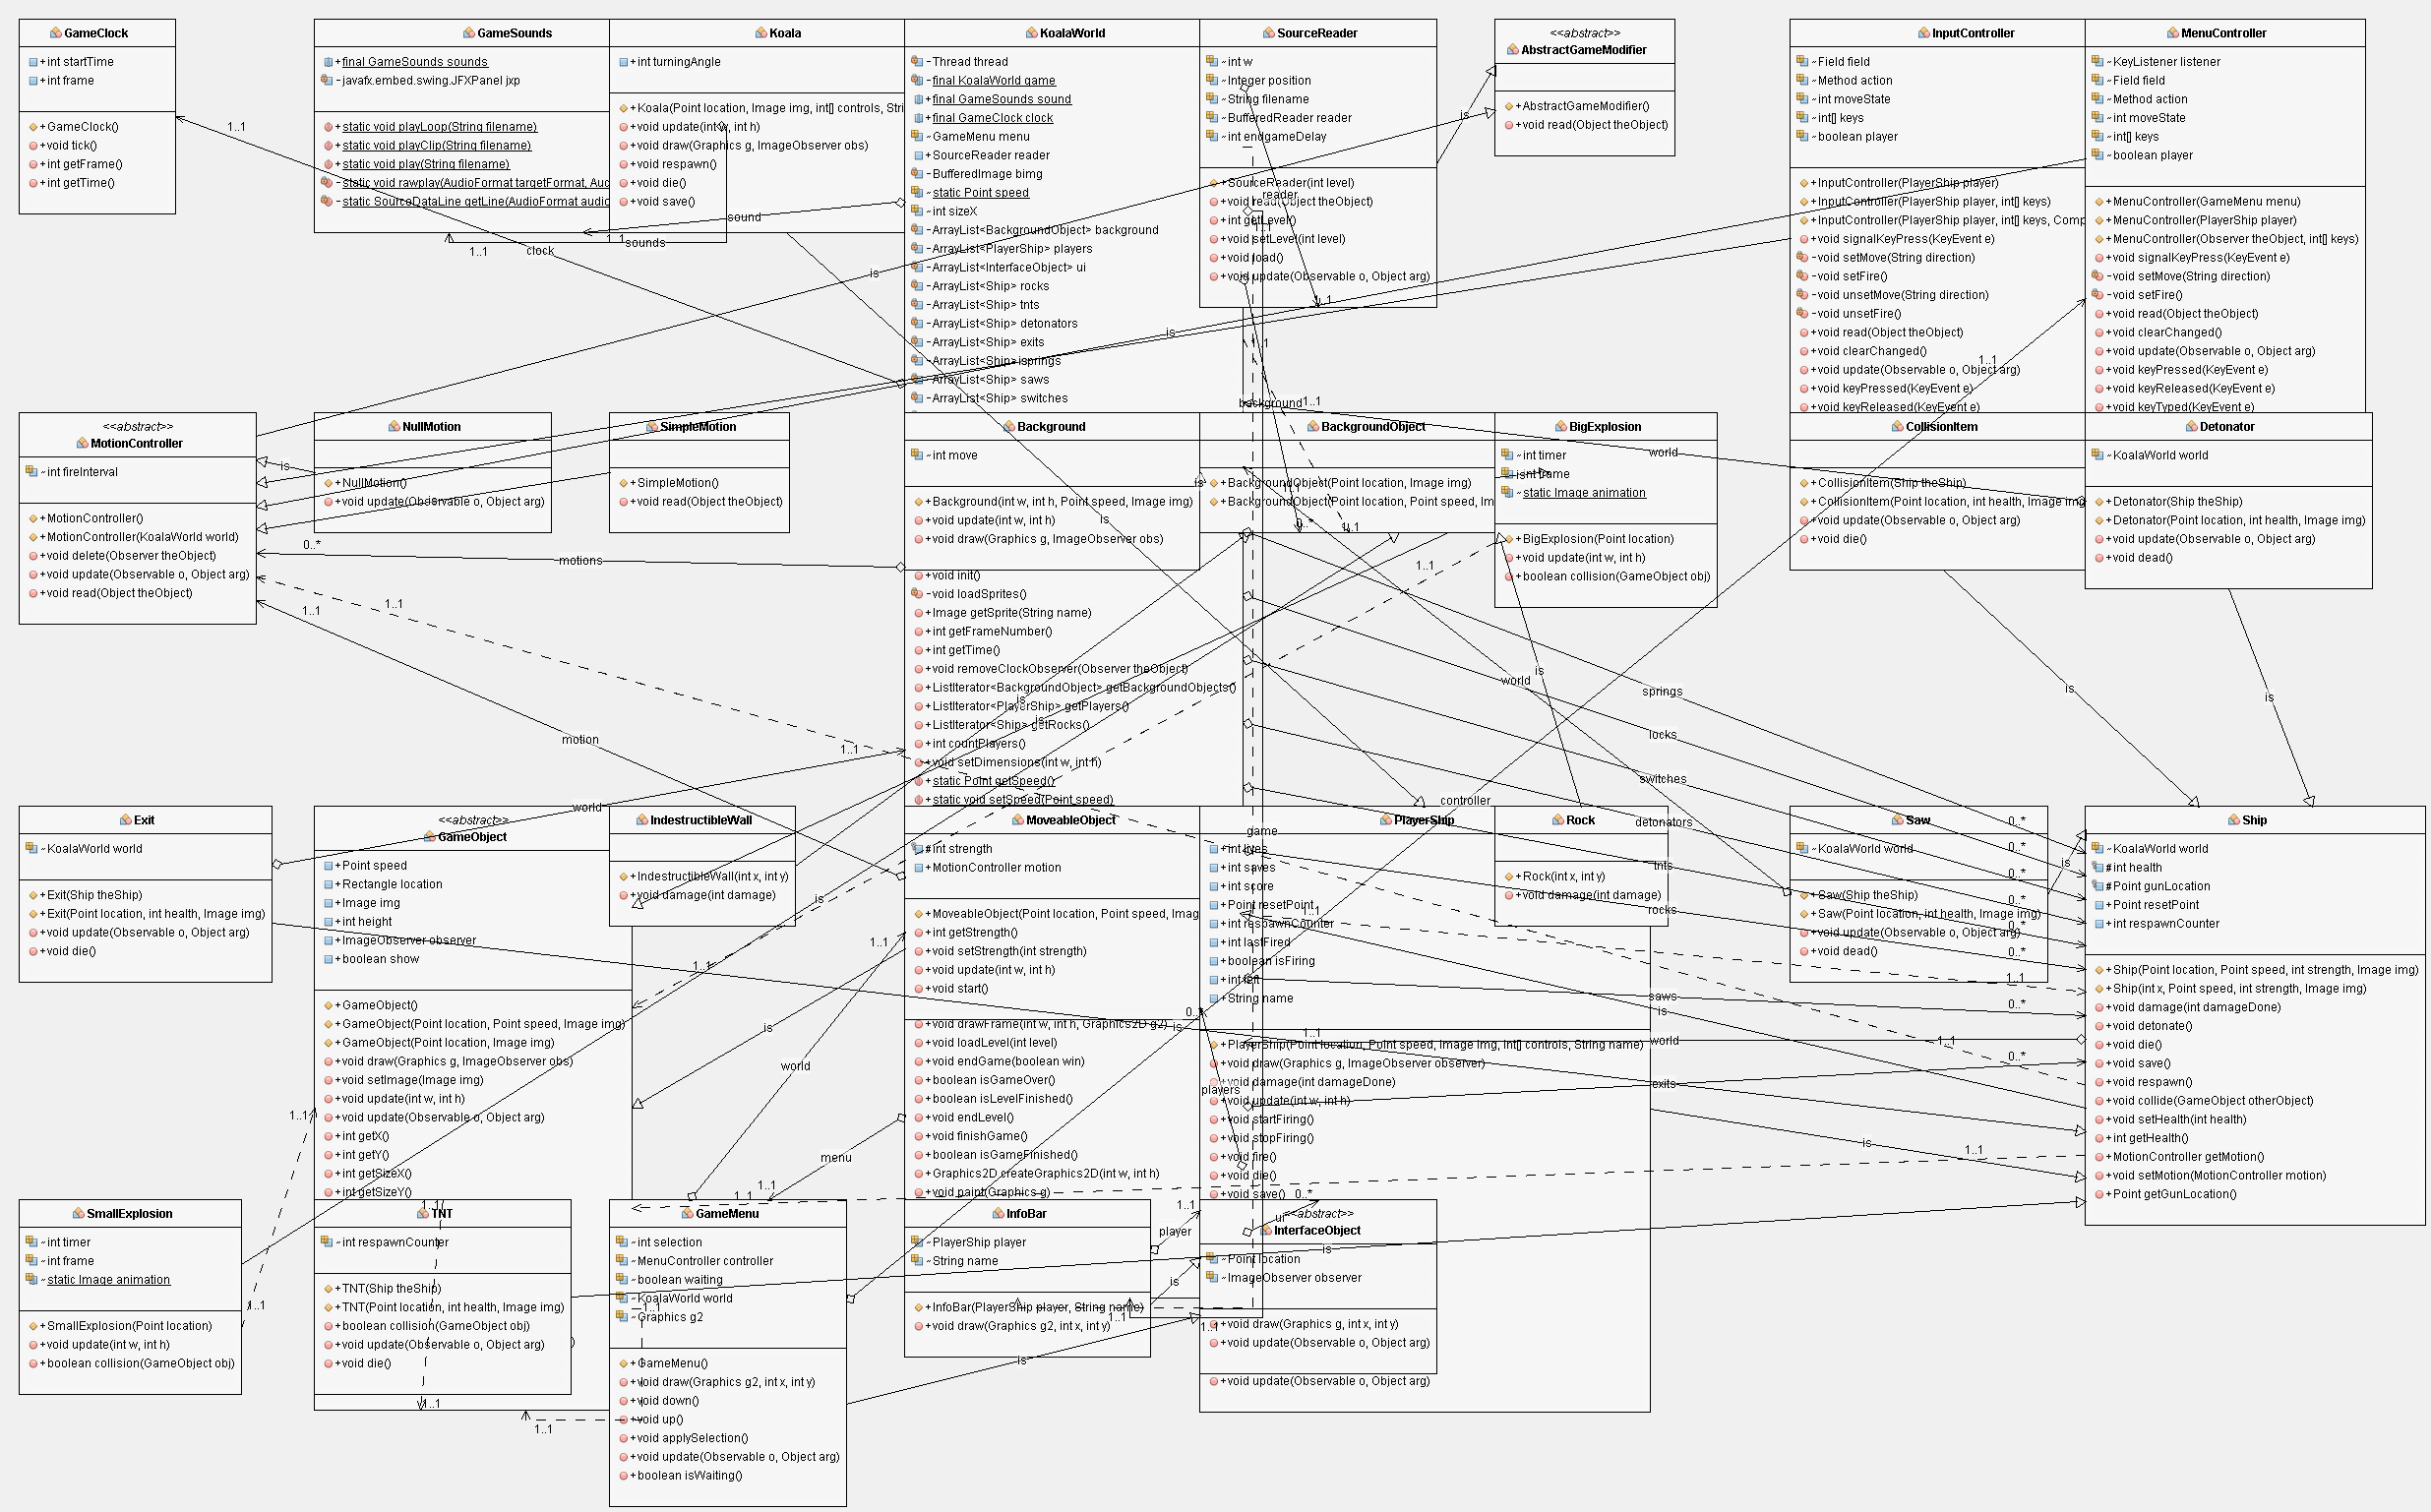 GameClock
+int startTime
+int frame
+GameClock()
+void tick()
+int getFrame()
+int getTime()
GameSounds
+final GameSounds sounds
-javafx.embed.swing.JFXPanel jxp
+static void playLoop(String filename)
+static void playClip(String filename)
+static void play(String filename)
-static void rawplay(AudioFormat targetFormat,
-static SourceDataLine getLine(AudioFormat
Koala
+int turningAngle
+Koala(Point location, Image img, int[] controls,
+void update(int w, int h)
+void draw(Graphics g, ImageObserver obs)
+void respawn()
+void die()
+void save()
KoalaWorld
-Thread thread
-final KoalaWorld game
+final GameSounds sound
+final GameClock clock
~GameMenu menu
+SourceReader reader
-BufferedImage bimg
~static Point speed
~int sizeX
-ArrayList<BackgroundObject> background
-ArrayList<PlayerShip> players
-ArrayList<InterfaceObject> ui
-ArrayList<Ship> rocks
-ArrayList<Ship> tnts
-ArrayList<Ship> detonators
-ArrayList<Ship> exits
-ArrayList<Ship> springs
-ArrayList<Ship> saws
-ArrayList<Ship> switches
SourceReader
~int w
~Integer position
~String filename
~BufferedReader reader
~int endgameDelay
+SourceReader(int level)
+void read(Object theObject)
+int getLevel()
+void setLevel(int level)
+void load()
+void update(Observable o, Object arg)
<<abstract>>
AbstractGameModifier
+AbstractGameModifier()
+void read(Object theObject)
InputController
~Field field
~Method action
~int moveState
~int[] keys
~boolean player
+InputController(PlayerShip player)
+InputController(PlayerShip player, int[] keys)
+InputController(PlayerShip player, int[] keys,
+void signalKeyPress(KeyEvent e)
-void setMove(String direction)
-void setFire()
-void unsetMove(String direction)
-void unsetFire()
+void read(Object theObject)
+void clearChanged()
+void update(Observable o, Object arg)
+void keyPressed(KeyEvent e)
+void keyReleased(KeyEvent e)
MenuController
~KeyListener listener
~Field field
~Method action
~int moveState
~int[] keys
~boolean player
+MenuController(GameMenu menu)
+MenuController(PlayerShip player)
+MenuController(Observer theObject, int[] keys)
+void signalKeyPress(KeyEvent e)
-void setMove(String direction)
-void setFire()
+void read(Object theObject)
+void clearChanged()
+void update(Observable o, Object arg)
+void keyPressed(KeyEvent e)
+void keyReleased(KeyEvent e)
+void keyTyped(KeyEvent e)
1..1
sound
1..1
sounds
1..1
clock
is
reader
1..1
is
is
1..1
<<abstract>>
MotionController
~int fireInterval
+MotionController()
+MotionController(KoalaWorld world)
+void delete(Observer theObject)
+void update(Observable o, Object arg)
+void read(Object theObject)
NullMotion
+NullMotion()
+void update(Observable o, Object arg)
SimpleMotion
+SimpleMotion()
+void read(Object theObject)
Background
~int move
+Background(int w, int h, Point speed, Image img)
+void update(int w, int h)
+void draw(Graphics g, ImageObserver obs)
+void init()
-void loadSprites()
+Image getSprite(String name)
+int getFrameNumber()
+int getTime()
+void removeClockObserver(Observer theObject)
+ListIterator<BackgroundObject> getBackgroundObjects()
+ListIterator<PlayerShip> getPlayers()
+ListIterator<Ship> getRocks()
+int countPlayers()
+void setDimensions(int w, int h)
+static Point getSpeed()
+static void setSpeed(Point speed)
BackgroundObject
+BackgroundObject(Point location, Image img)
+BackgroundObject(Point location, Point speed,
BigExplosion
~int timer
~int frame
~static Image animation
+BigExplosion(Point location)
+void update(int w, int h)
+boolean collision(GameObject obj)
CollisionItem
+CollisionItem(Ship theShip)
+CollisionItem(Point location, int health, Image img)
+void update(Observable o, Object arg)
+void die()
Detonator
~KoalaWorld world
+Detonator(Ship theShip)
+Detonator(Point location, int health, Image img)
+void update(Observable o, Object arg)
+void dead()
background
1..1
world
0..*
motions
1..1
1..1
motion
world
springs
locks
switches
detonators
tnts
rocks
saws
exits
controller
game
Exit
~KoalaWorld world
+Exit(Ship theShip)
+Exit(Point location, int health, Image img)
+void update(Observable o, Object arg)
+void die()
<<abstract>>
GameObject
+Point speed
+Rectangle location
+Image img
+int height
+ImageObserver observer
+boolean show
+GameObject()
+GameObject(Point location, Point speed, Image img)
+GameObject(Point location, Image img)
+void draw(Graphics g, ImageObserver obs)
+void setImage(Image img)
+void update(int w, int h)
+void update(Observable o, Object arg)
+int getX()
+int getY()
+int getSizeX()
+int getSizeY()
IndestructibleWall
+IndestructibleWall(int x, int y)
+void damage(int damage)
MoveableObject
#int strength
+MotionController motion
+MoveableObject(Point location, Point speed,
+int getStrength()
+void setStrength(int strength)
+void update(int w, int h)
+void start()
+void drawFrame(int w, int h, Graphics2D g2)
+void loadLevel(int level)
+void endGame(boolean win)
+boolean isGameOver()
+boolean isLevelFinished()
+void endLevel()
+void finishGame()
+boolean isGameFinished()
+Graphics2D createGraphics2D(int w, int h)
+void paint(Graphics g)
PlayerShip
+int lives
+int saves
+int score
+Point resetPoint
+int respawnCounter
+int lastFired
+boolean isFiring
+int left
+String name
+PlayerShip(Point location, Point speed, Image img, int[] controls, String name)
+void draw(Graphics g, ImageObserver observer)
+void damage(int damageDone)
+void update(int w, int h)
+void startFiring()
+void stopFiring()
+void fire()
+void die()
+void save()
+void update(Observable o, Object arg)
Rock
+Rock(int x, int y)
+void damage(int damage)
Saw
~KoalaWorld world
+Saw(Ship theShip)
+Saw(Point location, int health, Image img)
+void update(Observable o, Object arg)
+void dead()
Ship
~KoalaWorld world
#int health
#Point gunLocation
+Point resetPoint
+int respawnCounter
+Ship(Point location, Point speed, int strength, Image img)
+Ship(int x, Point speed, int strength, Image img)
+void damage(int damageDone)
+void detonate()
+void die()
+void save()
+void respawn()
+void collide(GameObject otherObject)
+void setHealth(int health)
+int getHealth()
+MotionController getMotion()
+void setMotion(MotionController motion)
+Point getGunLocation()
world
players
menu
SmallExplosion
~int timer
~int frame
~static Image animation
+SmallExplosion(Point location)
+void update(int w, int h)
+boolean collision(GameObject obj)
TNT
~int respawnCounter
+TNT(Ship theShip)
+TNT(Point location, int health, Image img)
+boolean collision(GameObject obj)
+void update(Observable o, Object arg)
+void die()
GameMenu
~int selection
~MenuController controller
~boolean waiting
~KoalaWorld world
~Graphics g2
+GameMenu()
+void draw(Graphics g2, int x, int y)
+void down()
+void up()
+void applySelection()
+void update(Observable o, Object arg)
+boolean isWaiting()
InfoBar
~PlayerShip player
~String name
+InfoBar(PlayerShip player, String name)
+void draw(Graphics g2, int x, int y)
player
ui
<<abstract>>
InterfaceObject
~Point location
~ImageObserver observer
+void draw(Graphics g, int x, int y)
+void update(Observable o, Object arg)
is
1..1